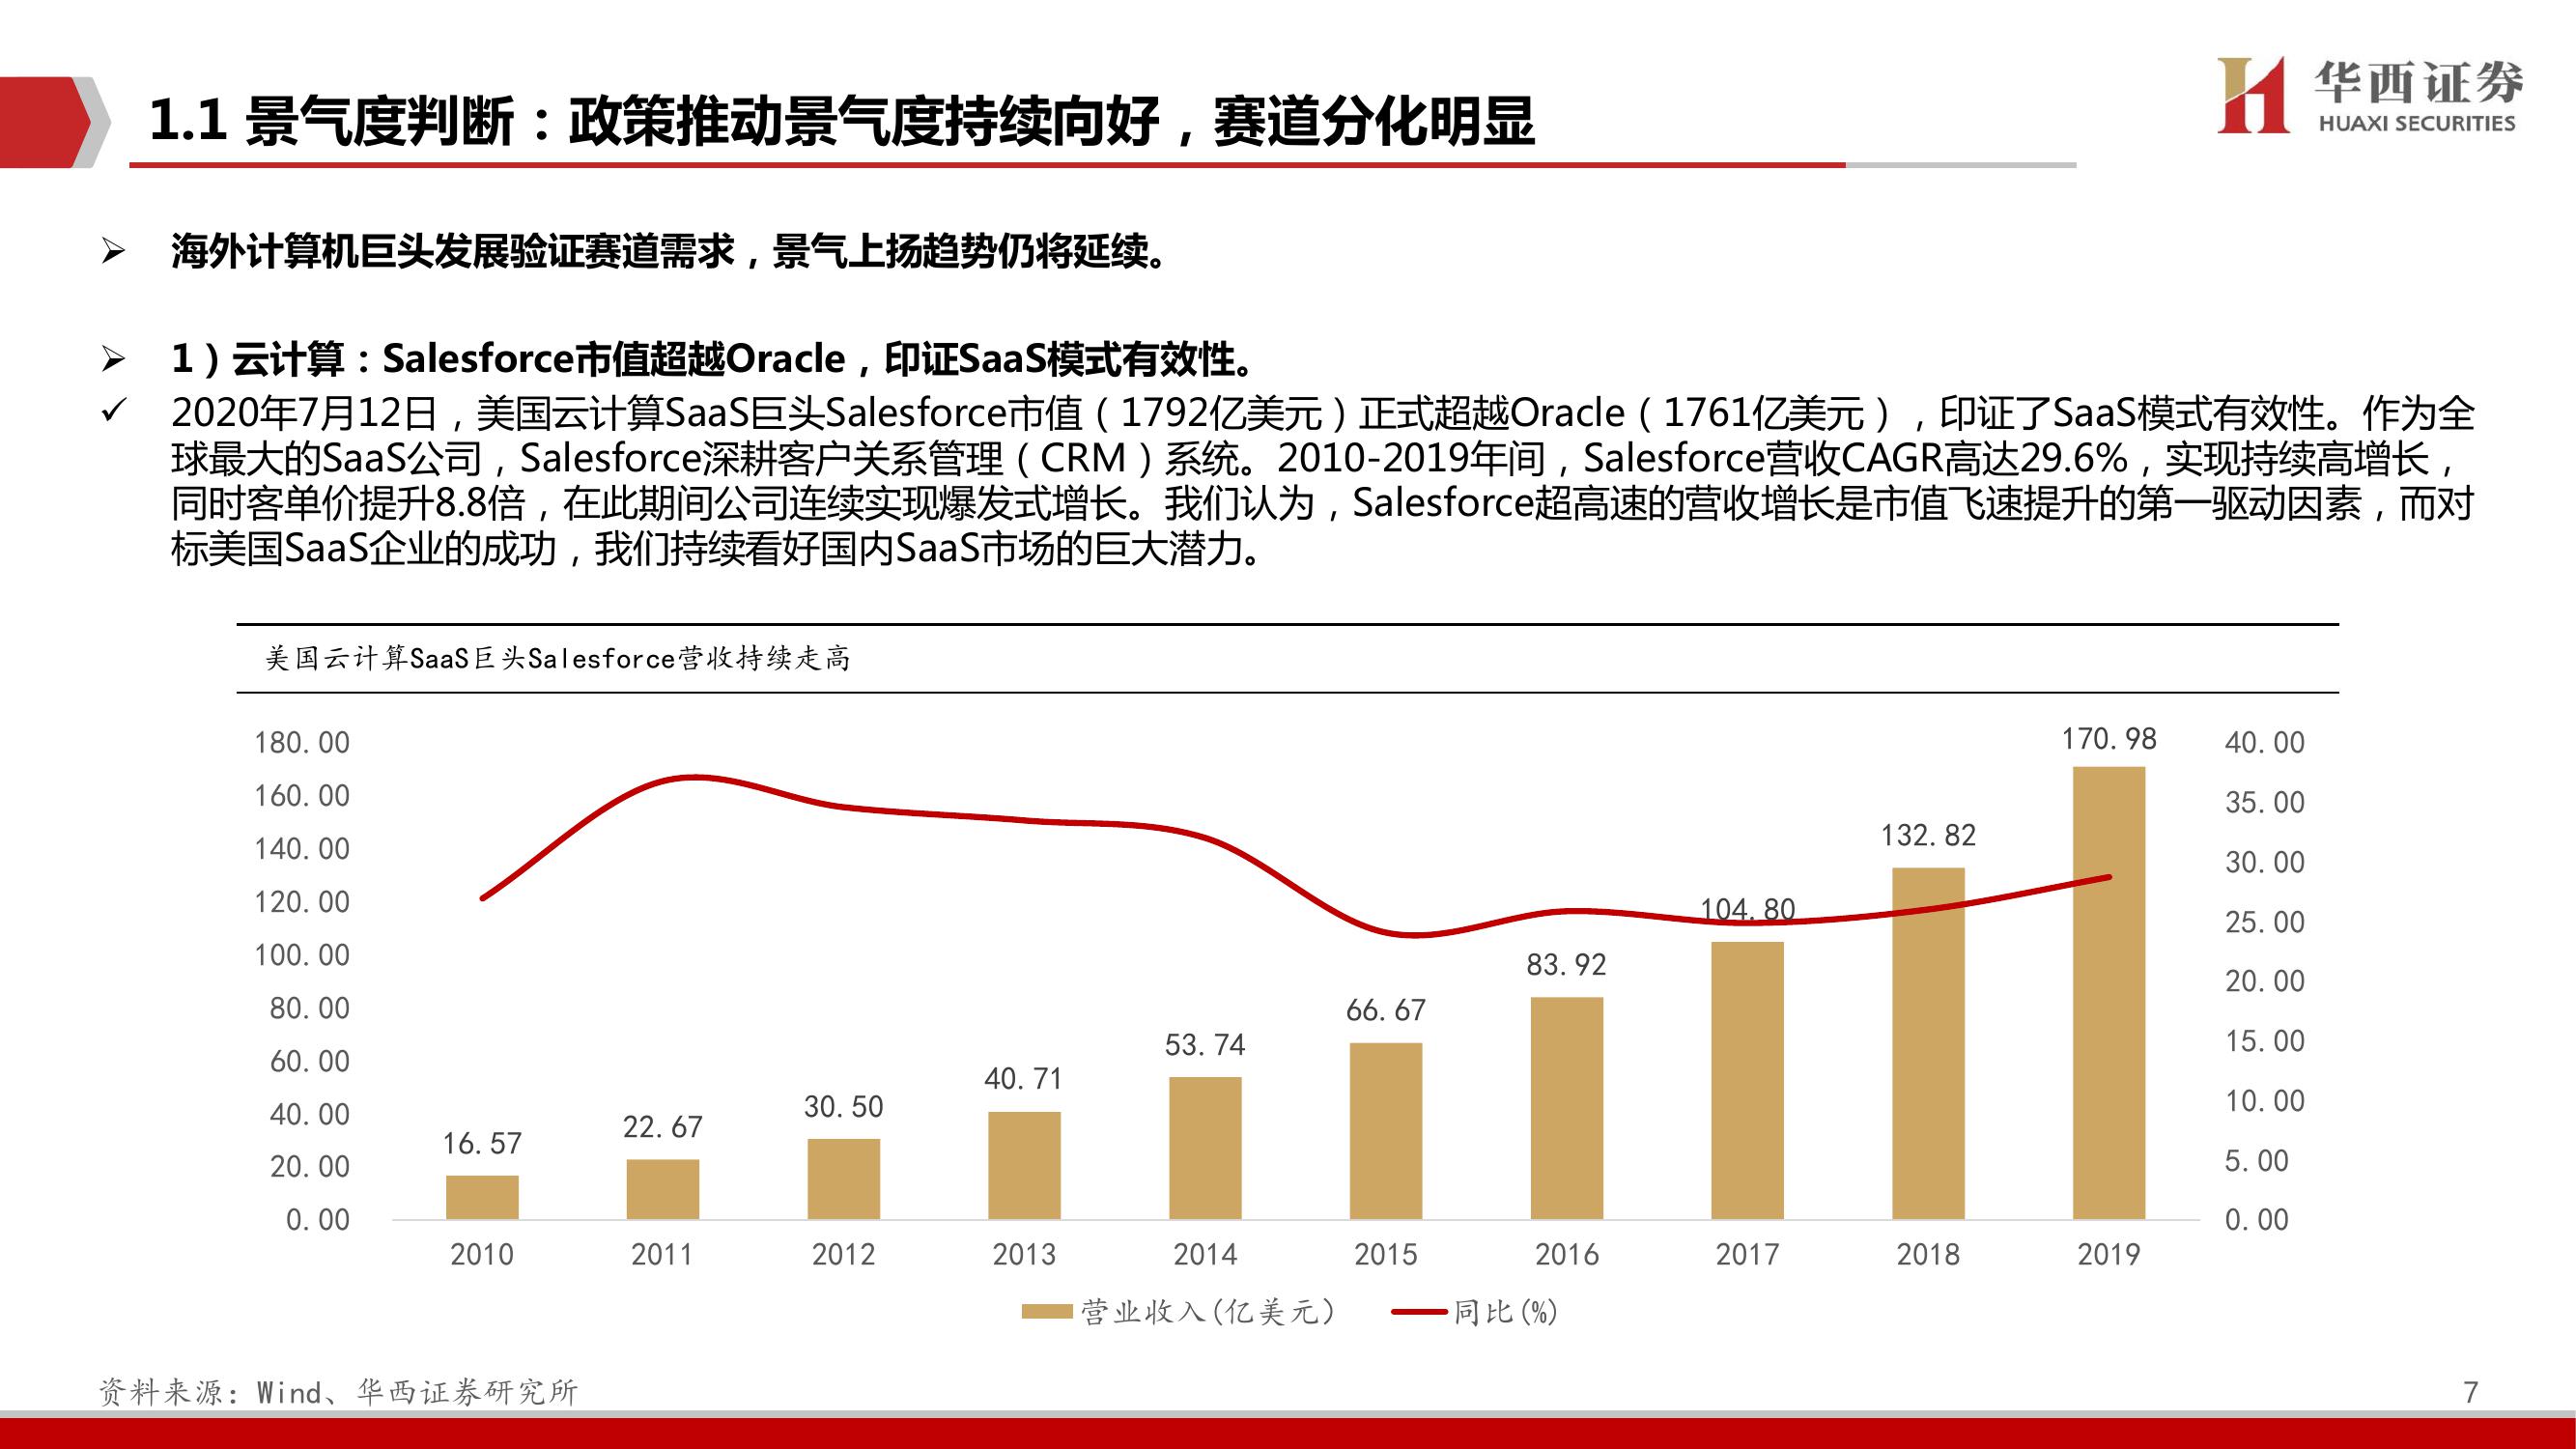 1.1 景气度判断：政策推动景气度持续向好，赛道分化明显
华西证券
HUAXI SECURITIES
➢ 海外计算机巨头发展验证赛道需求，景气上扬趋势仍将延续。
➢ 1）云计算：Salesforce市值超越Oracle，印证SaaS模式有效性。
✓ 2020年7月12日，美国云计算SaaS巨头Salesforce市值（1792亿美元）正式超越Oracle（1761亿美元），印证了SaaS模式有效性。作为全
球最大的SaaS公司，Salesforce深耕客户关系管理（CRM）系统。2010-2019年间，Salesforce营收CAGR高达29.6%，实现持续高增长，
同时客单价提升8.8倍，在此期间公司连续实现爆发式增长。我们认为，Salesforce超高速的营收增长是市值飞速提升的第一驱动因素，而对
标美国SaaS企业的成功，我们持续看好国内SaaS市场的巨大潜力。
美国云计算SaaS巨头Salesforce营收持续走高
180.00
160.00
140.00
120.00
100.00
80.00
60.00
40.00
20.00
0.00
16.57
22.67
30.50
40.71
53.74
66.67
83.92
104.80
132.82
170.98
40.00
35.00
30.00
25.00
20.00
15.00
10.00
5.00
0.00
2010 2011 2012 2013 2014 2015 2016 2017 2018 2019
营业收入(亿美元) 同比(%)
资料来源：Wind、华西证券研究所
7